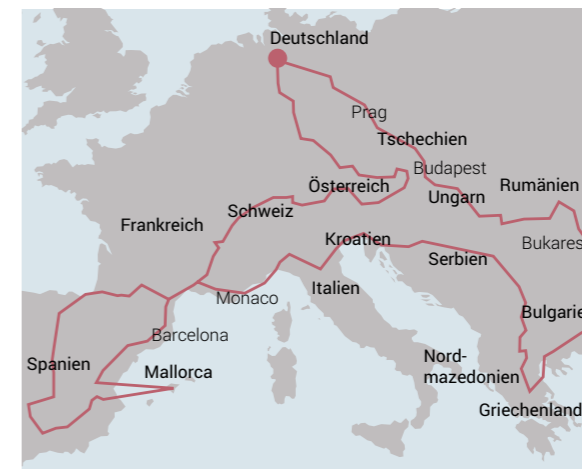 Deutschland
Prag
Tschechien
Budapest
Österreich
Ungarn
Rumänien
Schweiz
Frankreich
Kroatien
Bukares
Serbien
Italien
Monaco
Bulgarie
Barcelona
Spanien
Mallorca
Nord-
mazedonien
Griechenland